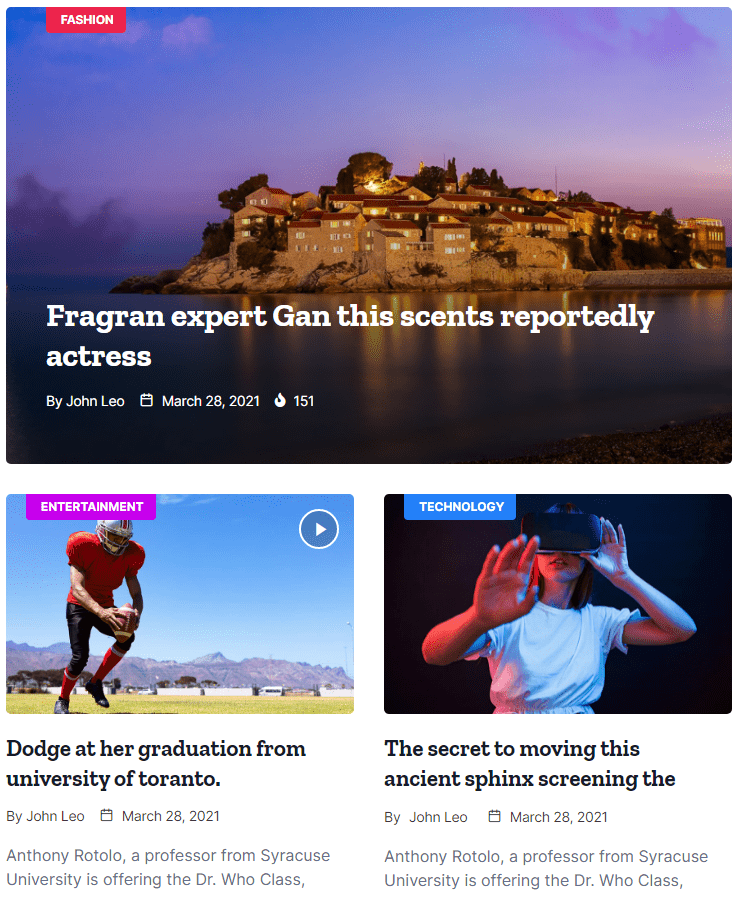 FASHION
Fragran expert Gan this scents reportedly
actress
By John Leo March 28, 2021 151
ENTERTAINMENT
Dodge at her graduation from
university of toranto.
By John Leo March 28, 2021
Anthony Rotolo, a professor from Syracuse
University is offering the Dr. Who Class,
TECHNOLOGY
The secret to moving this
ancient sphinx screening the
By John Leo March 28, 2021
Anthony Rotolo, a professor from Syracuse
University is offering the Dr. Who Class,